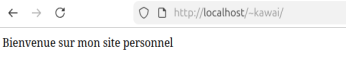 http://localhost/~kawai/
Bienvenue sur mon site personnel